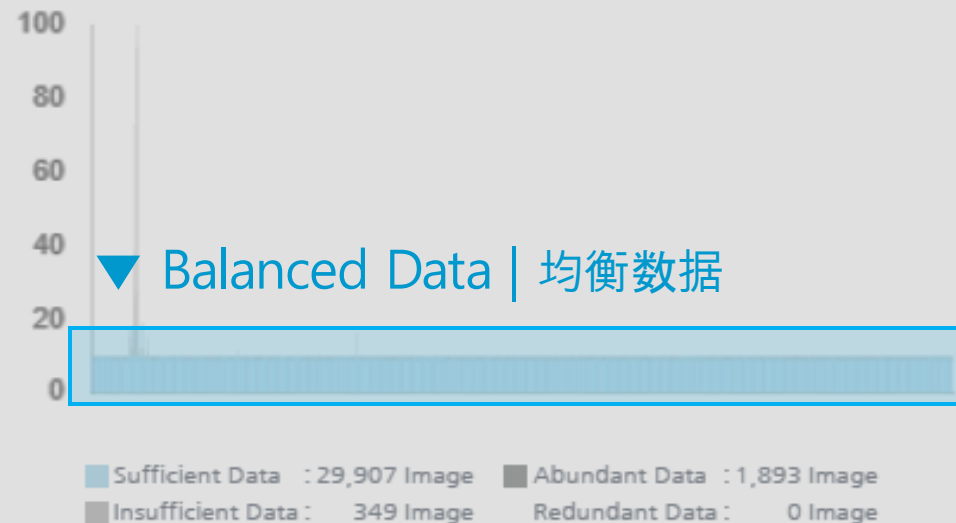 100
80
60
40
▼ Balanced Data | 均衡数据
20
0
Sufficient Data : 29,907 Image
Abundant Data : 1,893 Image
Insufficient Data : 349 Image
Redundant Data : 0 Image